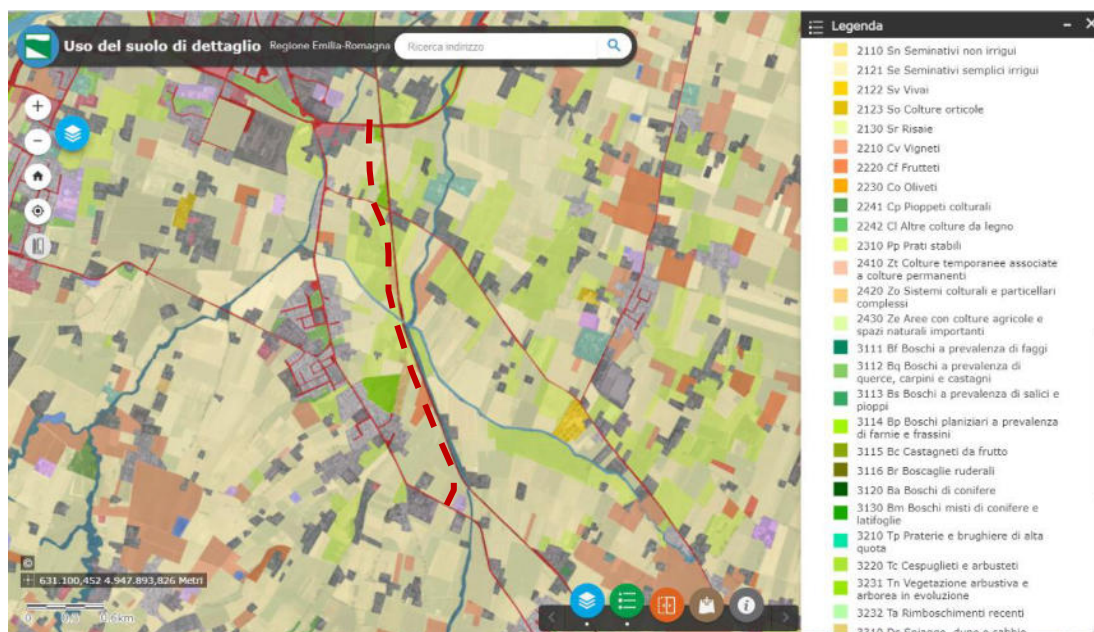 Uso del suolo di dettaglio Regione Emilia-Romagna Ricerca indirizzo
631.100,452 4.947.893,826 Metri
Legenda
2110 Sn Seminativi non irrigui
2121 Se Seminativi semplici irrigui
2122 Sv Vivai
2123 So Colture orticole
2130 Sr Risaie
2210 Cv Vigneti
2220 Cf Frutteti
2230 Co Oliveti
2241 Cp Pioppeti colturali
2242 Cl Altre colture da legno
2310 Pp Prati stabili
2410 Zt Colture temporanee associate
a colture permanenti
2420 Zo Sistemi colturali e particellari
complessi
2430 Ze Aree con colture agricole e
spazi naturali importanti
3111 Bf Boschi a prevalenza di faggi
3112 Bq Boschi a prevalenza di
querce, carpini e castagni
3113 Bs Boschi a prevalenza di salici e
pioppi
3114 Bp Boschi planiziari a prevalenza
di farnie e frassini
3115 Bc Castagneti da frutto
3116 Br Boscaglie ruderali
3120 Ba Boschi di conifere
3130 Bm Boschi misti di conifere e
latifoglie
3210 Tp Praterie e brughiere di alta
quota
3220 Tc Cespuglieti e arbusteti
3231 Tn Vegetazione arbustiva e
arborea in evoluzione
3232 Ta Rimboschimenti recenti